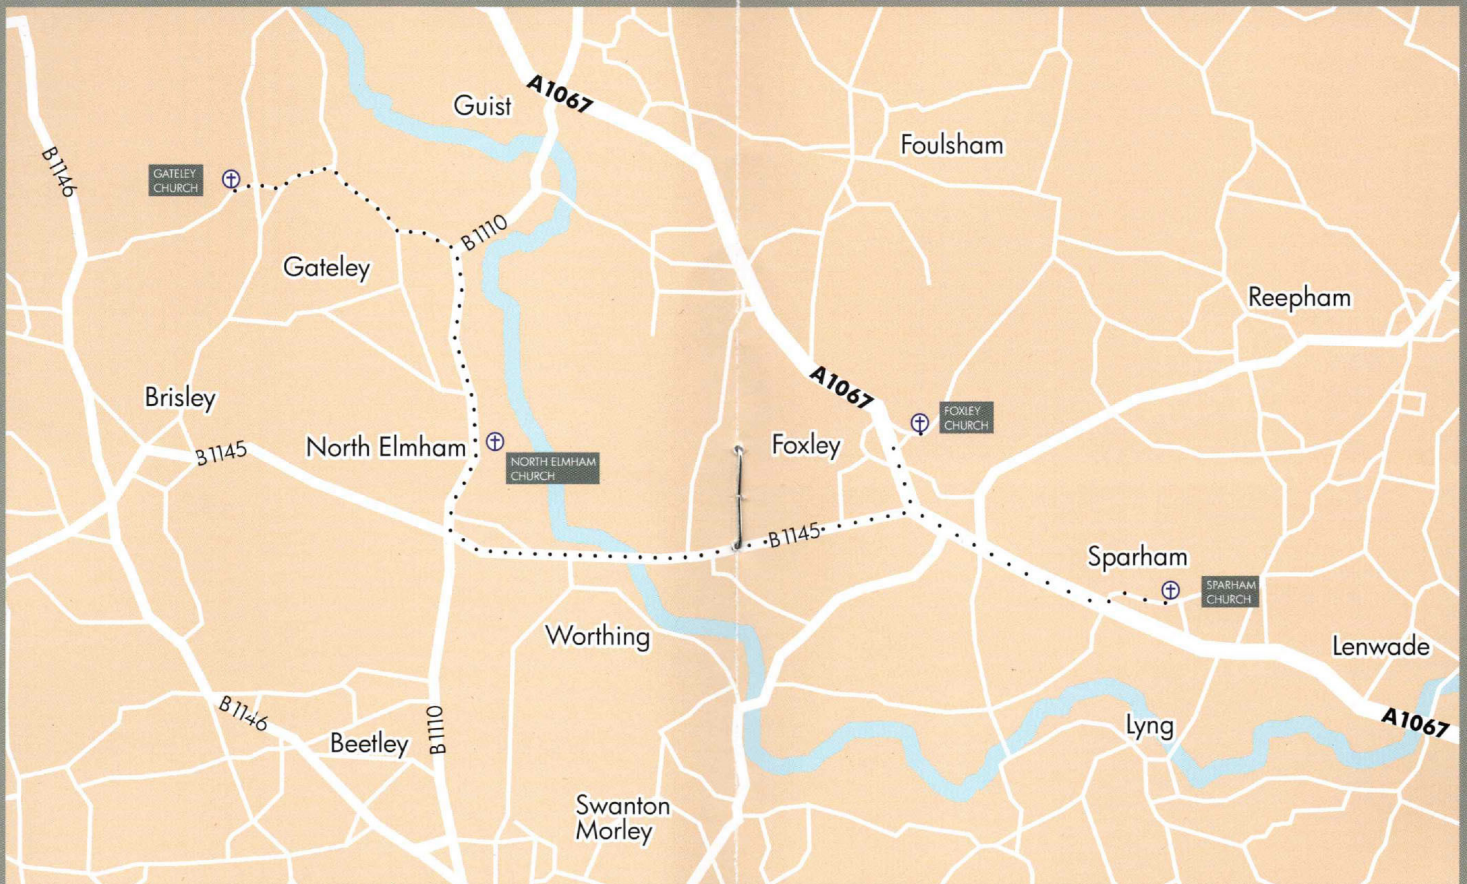 A1067
Guist
Foulsham
B1146
GATELEY
CHURCH
B1110
Gateley
Reepham
Brisley
A1067
FOXLEY
CHURCH
North Elmham
Foxley
B1145
NORTH ELMHAM
CHURCH
B1145
Sparham
SPARHAM
CHURCH
Worthing
Lenwade
B1146
B1110
Beetley
Lyng
A1067
Swanton
Morley